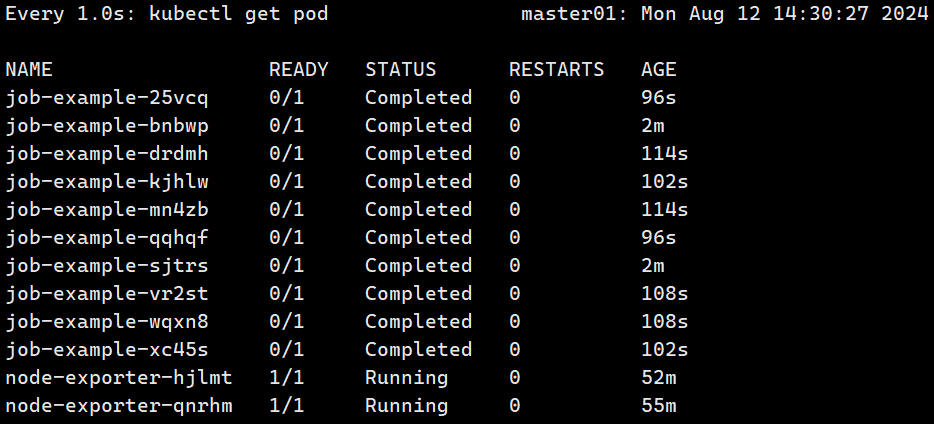 Every 1.0s: kubectl get pod master01: Mon Aug 12 14:30:27 2024
NAME READY STATUS RESTARTS AGE
job-example-25vcq 0/1 Completed 0 96s
job-example-bnbwp 0/1 Completed 0 2m
job-example-drdmh 0/1 Completed 0 114s
job-example-kjhlw 0/1 Completed 0 102s
job-example-mn4zb 0/1 Completed 0 114s
job-example-qqhqf 0/1 Completed 0 96s
job-example-sjtrs 0/1 Completed 0 2m
job-example-vr2st 0/1 Completed 0 108s
job-example-wqxn8 0/1 Completed 0 108s
job-example-xc45s 0/1 Completed 0 102s
node-exporter-hjlmt 1/1 Running 0 52m
node-exporter-qnrhm 1/1 Running 0 55m